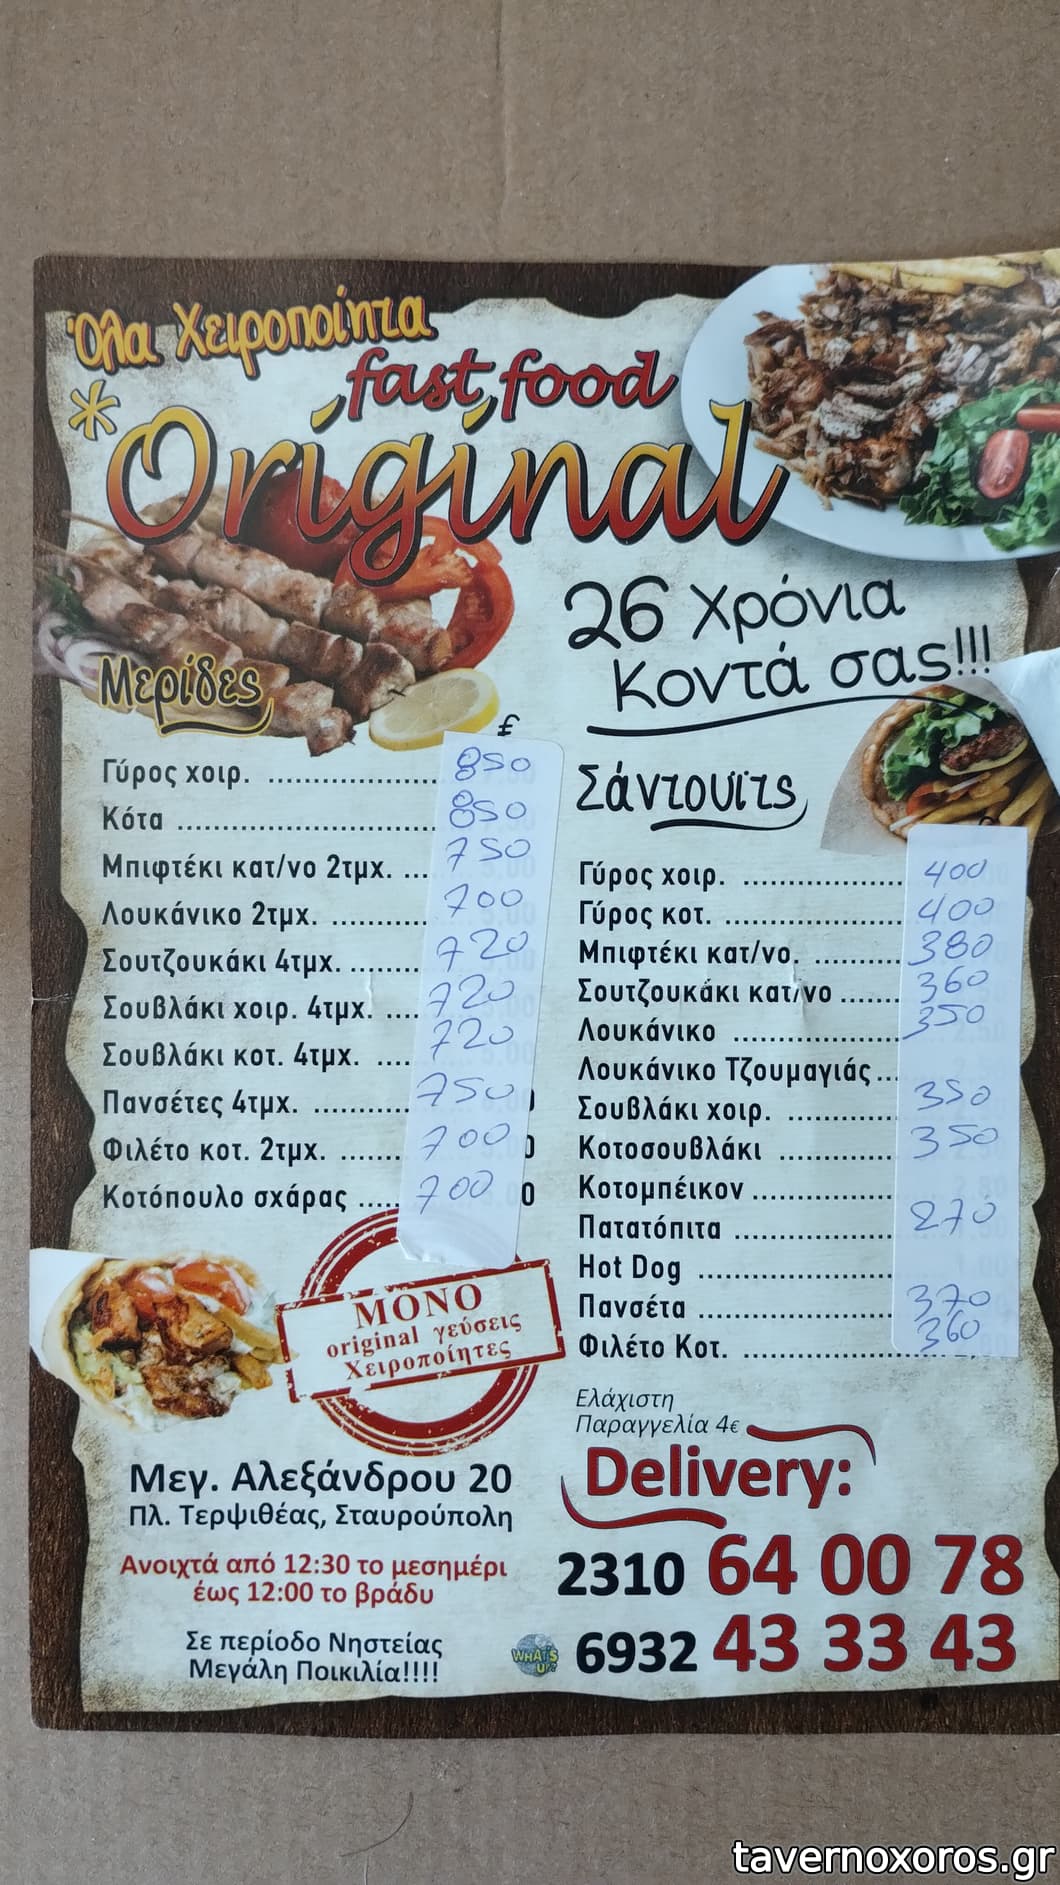 Όλα Χειροποίητα
fast food
*Original
26 Χρόνια
Κοντά σας!!!
Μερίδες
€
Γύρος χοιρ. .................... 850
Κότα .............................. 850
Μπιφτέκι κατ/νο 2τμχ. ... 750
Λουκάνικο 2τμχ. ........... 700
Σουτζουκάκι 4τμχ. ........ 720
Σουβλάκι χοιρ. 4τμχ. .... 720
Σουβλάκι κοτ. 4τμχ. .... 720
Πανσέτες 4τμχ. ........... 750
Φιλέτο κοτ. 2τμχ. ....... 700
Κοτόπουλο σχάρας ..... 700
Σάντουϊτς
Γύρος χοιρ. ................... 400
Γύρος κοτ. ..................... 400
Μπιφτέκι κατ/νο. .......... 380
Σουτζουκάκι κατ/νο ....... 360
Λουκάνικο .................... 350
Λουκάνικο Τζουμαγιάς...
Σουβλάκι χοιρ. ............. 350
Κοτοσουβλάκι .............. 350
Κοτομπέικον.................
Πατατόπιτα .................. 270
Hot Dog .......................
Πανσέτα ....................... 370
Φιλέτο Κοτ. ................... 360
ΜΟΝΟ
original γεύσεις
Χειροποίητες
Ελάχιστη
Παραγγελία 4€
Delivery:
2310 64 00 78
WHAT'S UP?
6932 43 33 43
Μεγ. Αλεξάνδρου 20
Πλ. Τερψιθέας, Σταυρούπολη
Ανοιχτά από 12:30 το μεσημέρι
έως 12:00 το βράδυ
Σε περίοδο Νηστείας
Μεγάλη Ποικιλία!!!!
tavernoxoros.gr